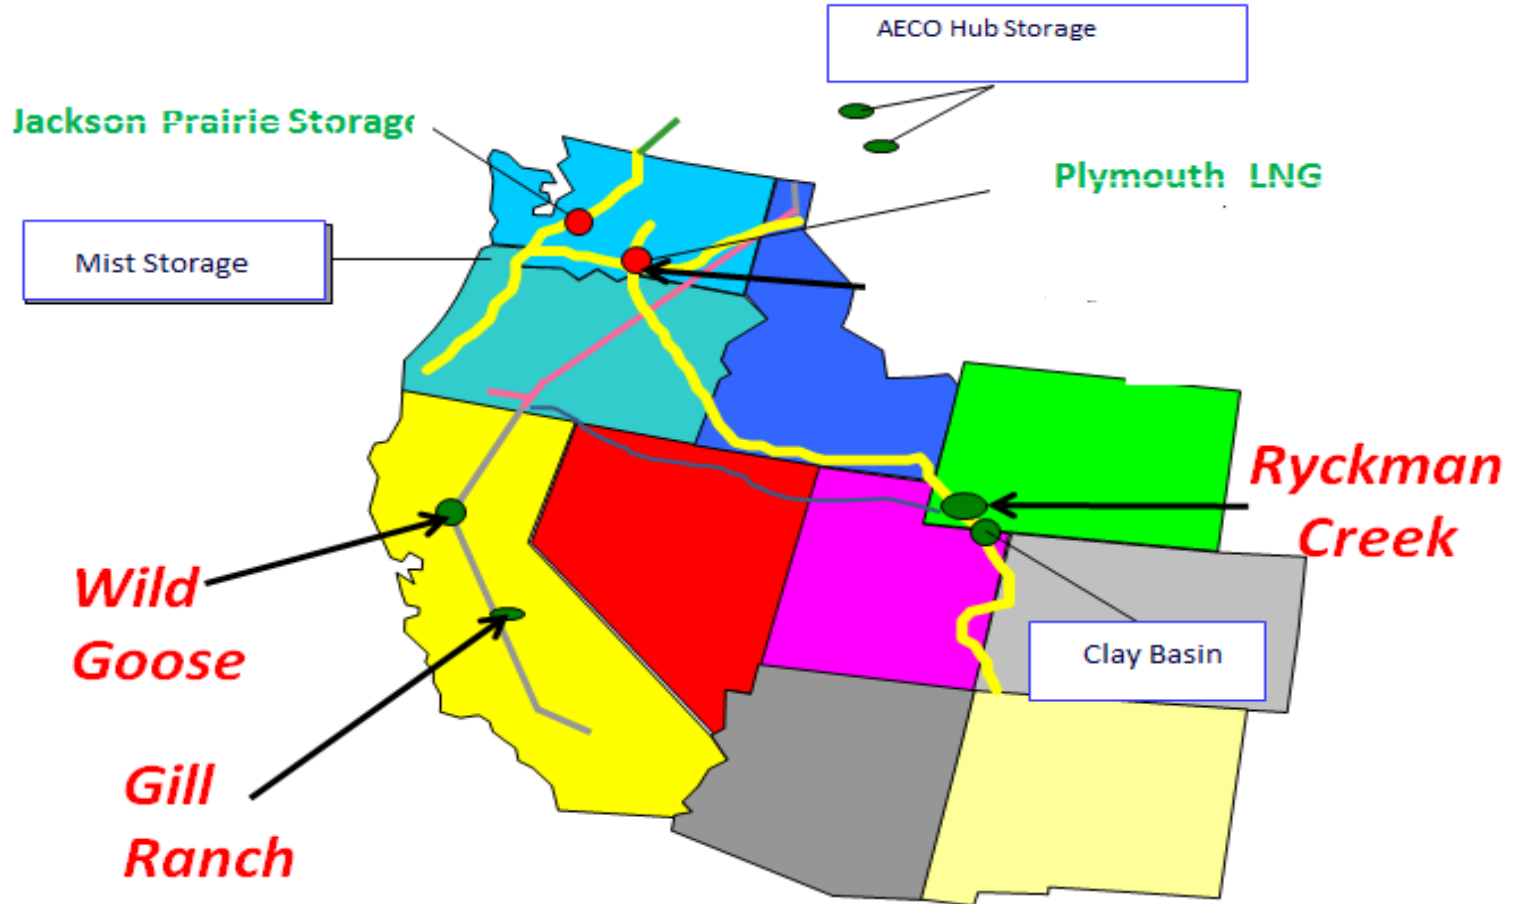 AECO Hub Storage
Jackson Prairie Storage
Plymouth LNG
Mist Storage
Ryckman
Creek
Wild
Goose
Clay Basin
Gill
Ranch